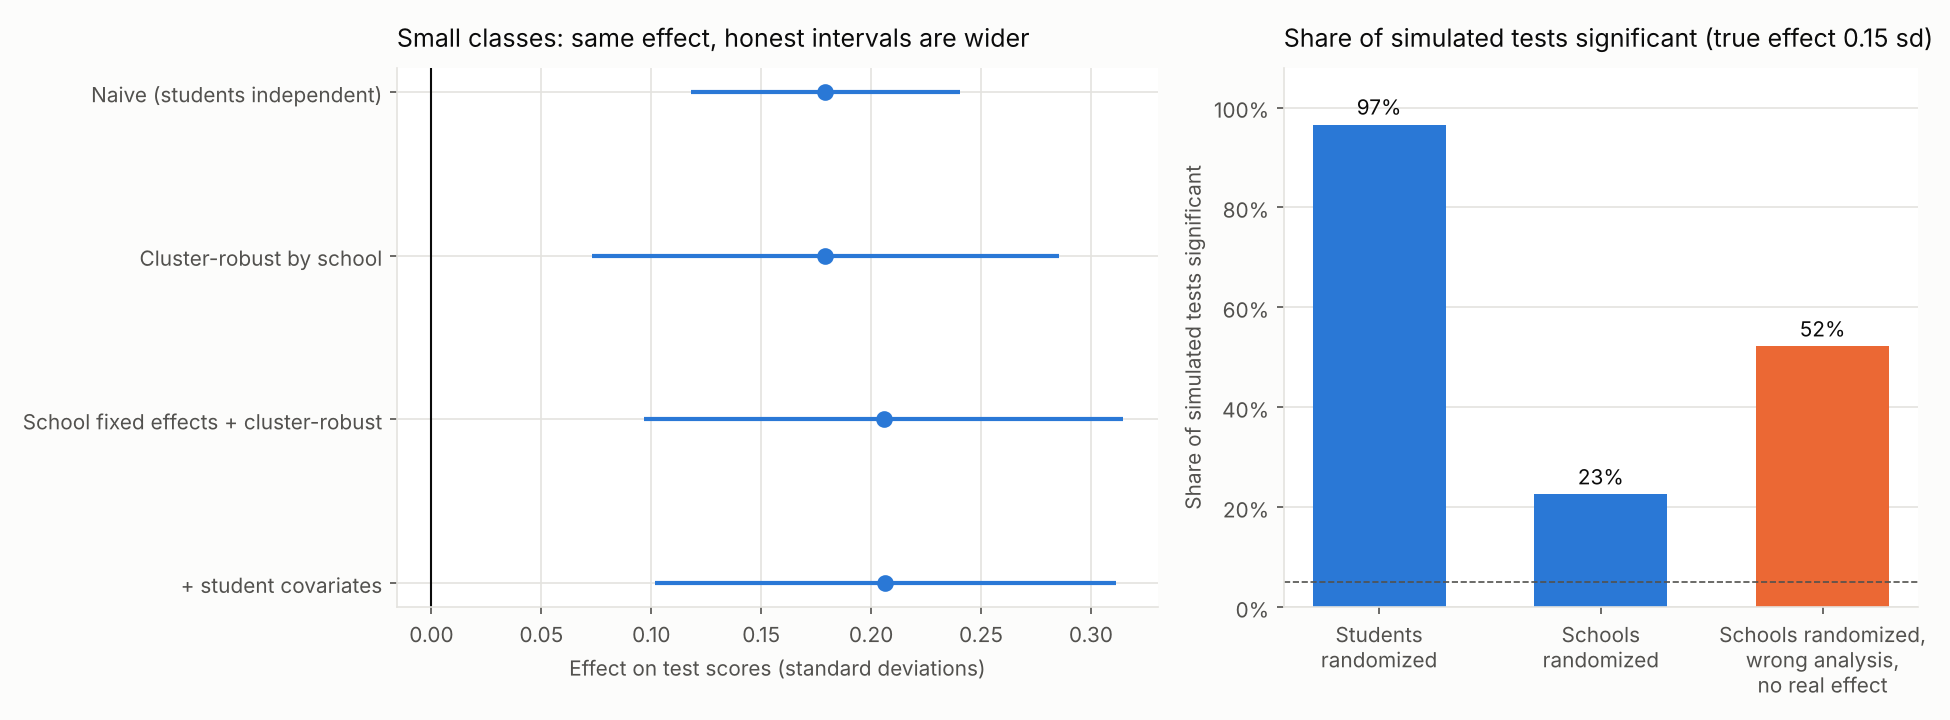 Small classes: same effect, honest intervals are wider
Naive (students independent)
Cluster-robust by school
School fixed effects + cluster-robust
+ student covariates
0.00 0.05 0.10 0.15 0.20 0.25 0.30
Effect on test scores (standard deviations)
Share of simulated tests significant (true effect 0.15 sd)
Share of simulated tests significant
100%
80%
60%
40%
20%
0%
97%
23%
52%
Students
randomized
Schools
randomized
Schools randomized,
wrong analysis,
no real effect